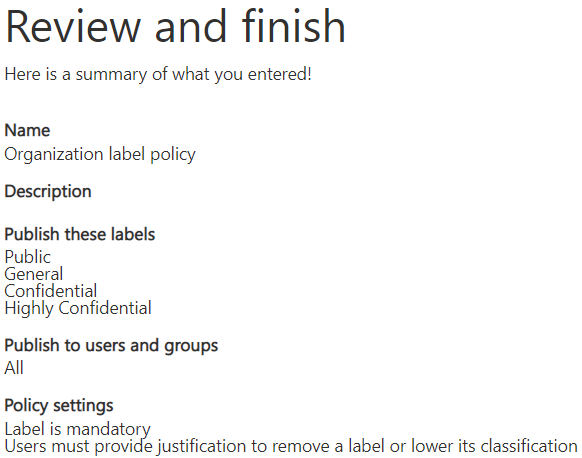 Review and finish
Here is a summary of what you entered!
Name
Organization label policy
Description
Publish these labels
Public
General
Confidential
Highly Confidential
Publish to users and groups
All
Policy settings
Label is mandatory
Users must provide justification to remove a label or lower its classification